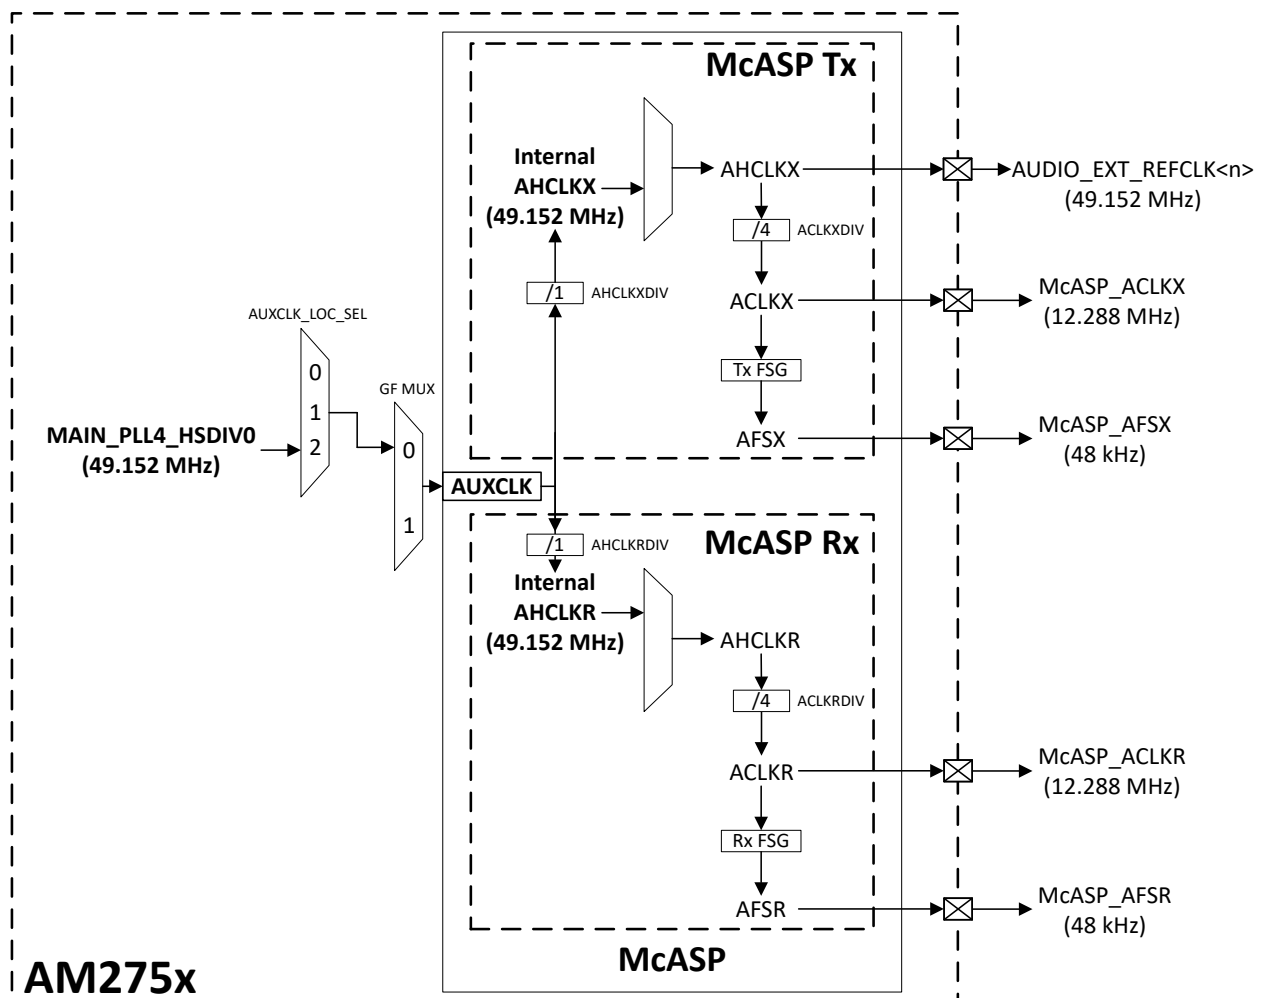 McASP Tx
Internal
AHCLKX
(49.152 MHz)
AHCLKX
AUDIO_EXT_REFCLK<n>
(49.152 MHz)
/4
ACLKXDIV
/1
AHCLKXDIV
ACLKX
McASP_ACLKX
(12.288 MHz)
AUXCLK_LOC_SEL
0
1
2
Tx FSG
GF MUX
0
1
MAIN_PLL4_HSDIV0
(49.152 MHz)
AFSX
McASP_AFSX
(48 kHz)
AUXCLK
/1
AHCLKRDIV
McASP Rx
Internal
AHCLKR
(49.152 MHz)
AHCLKR
/4
ACLKRDIV
ACLKR
McASP_ACLKR
(12.288 MHz)
Rx FSG
AFSR
McASP_AFSR
(48 kHz)
McASP
AM275x